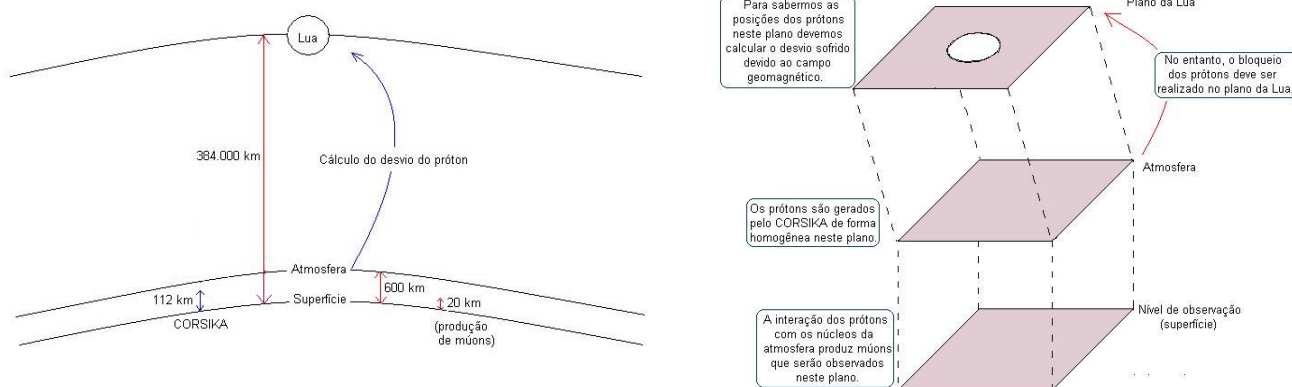 Lua
384.000 km
Cálculo do desvio do próton
Atmosfera
600 km
112 km
Superfície
20 km
CORSIKA
(produção
de múons)
Para sabermos as
posições dos prótons
neste plano devemos
calcular o desvio sofrido
devido ao campo
geomagnético.
Plano da Lua
No entanto, o bloqueio
dos prótons deve ser
realizado no plano da Lua
Atmosfera
Os prótons são gerados
pelo CORSIKA de forma
homogênea neste plano.
Nível de observação
(superfície)
A interação dos prótons
com os núcleos da
atmosfera produz múons
que serão observados
neste plano.